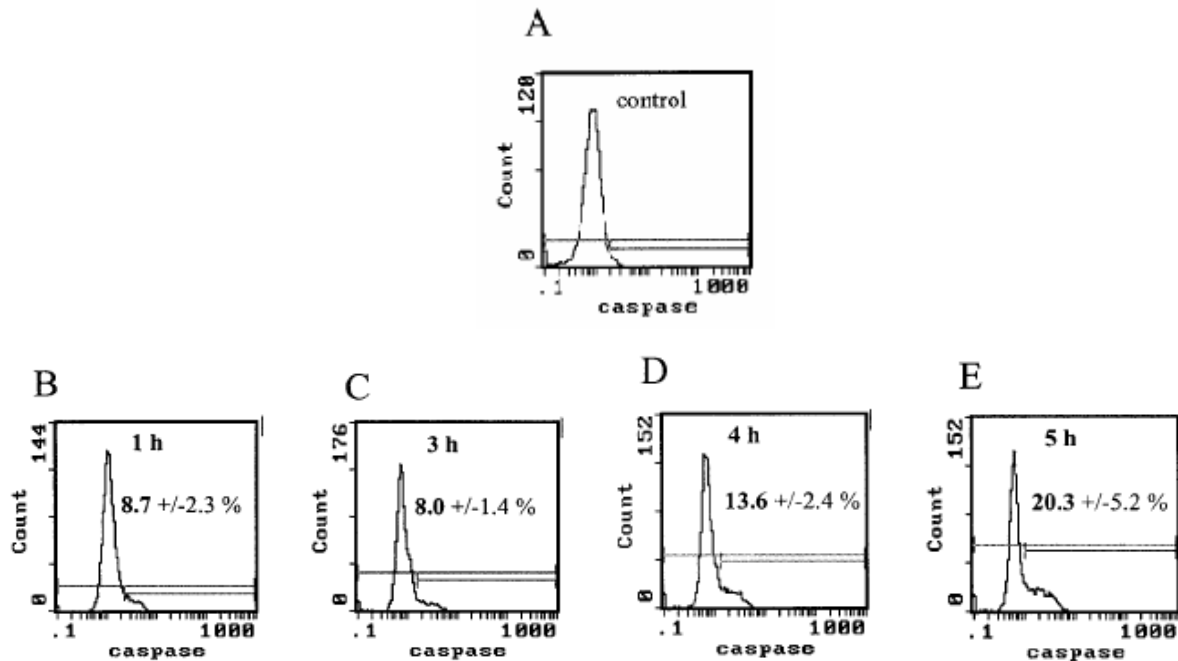 A
120
control
Count
0
.1 1000
caspase
B
144
1 h
8.7 +/-2.3 %
Count
0
.1 1000
caspase
C
176
3 h
8.0 +/-1.4 %
Count
0
.1 1000
caspase
D
152
4 h
13.6 +/-2.4 %
Count
0
.1 1000
caspase
E
152
5 h
20.3 +/-5.2 %
Count
0
.1 1000
caspase